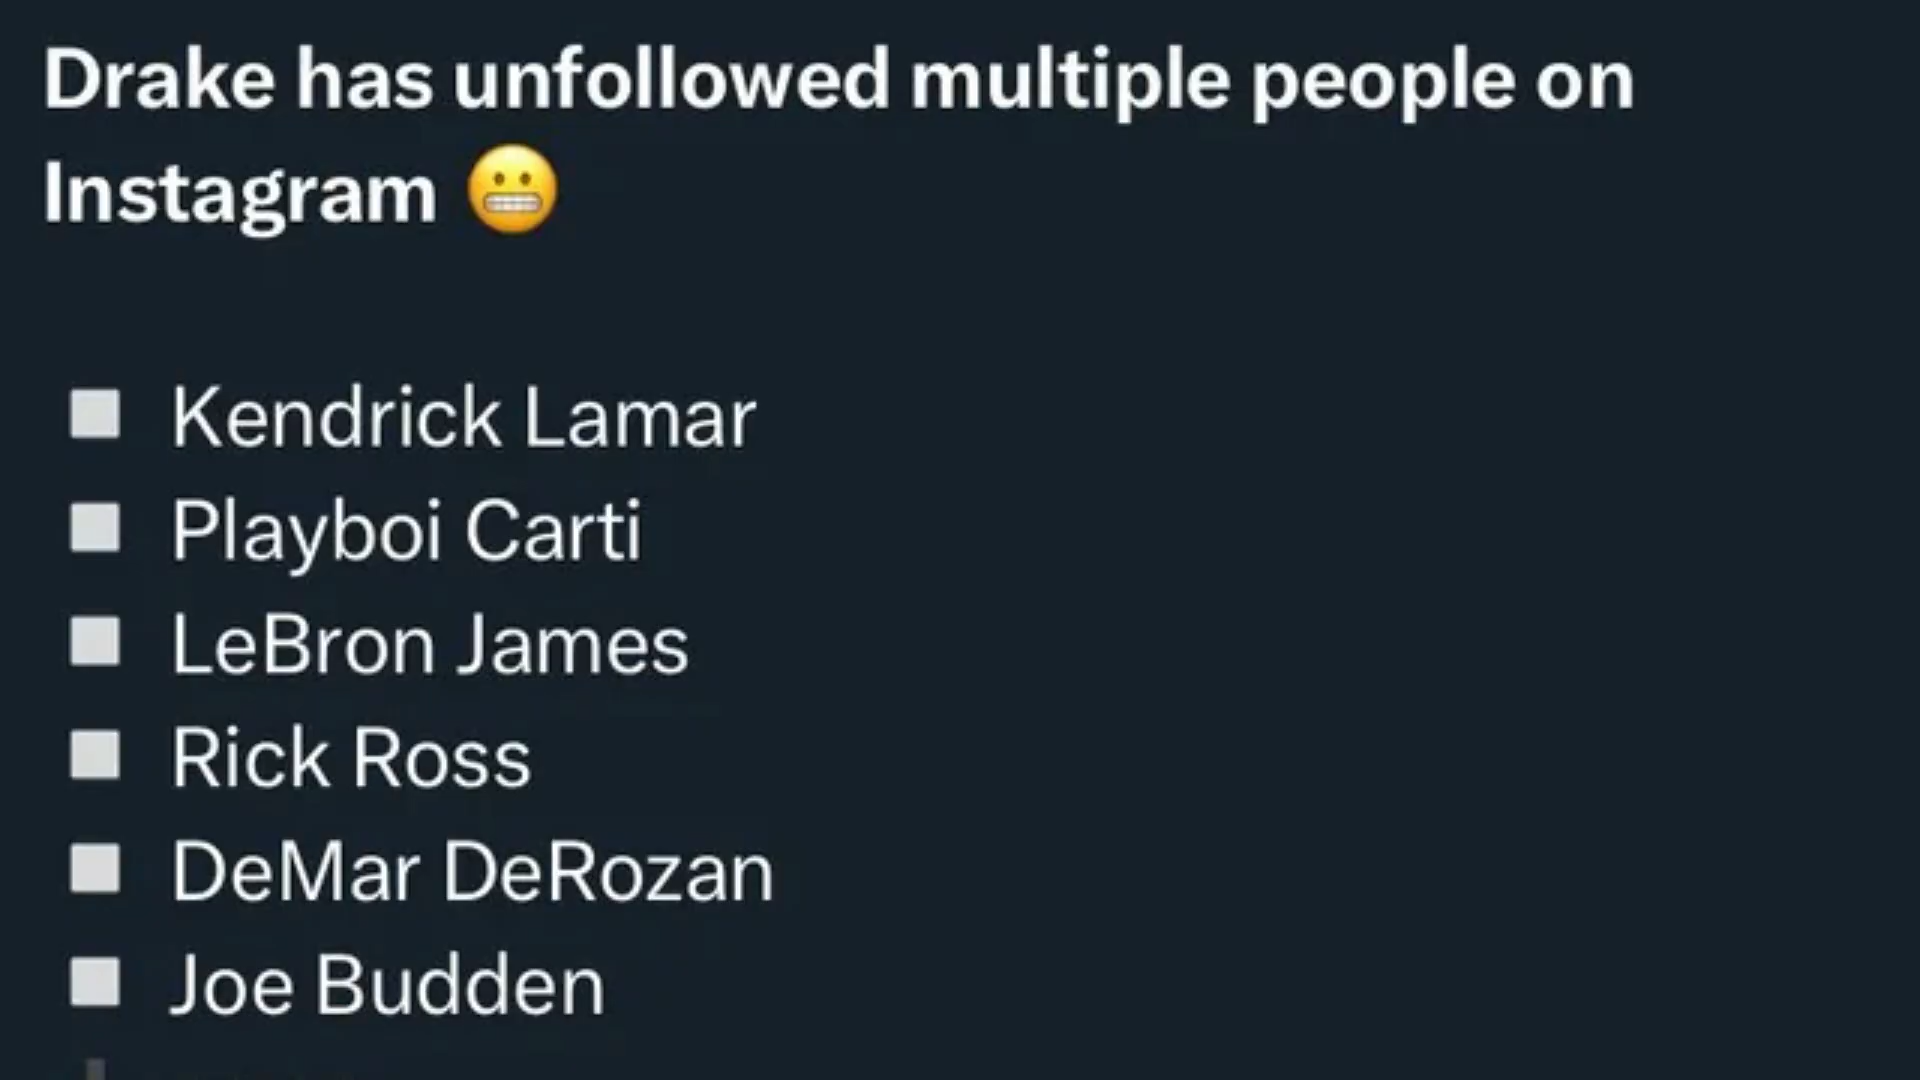 Drake has unfollowed multiple people on
Instagram 😬
◻️ Kendrick Lamar
◻️ Playboi Carti
◻️ LeBron James
◻️ Rick Ross
◻️ DeMar DeRozan
◻️ Joe Budden